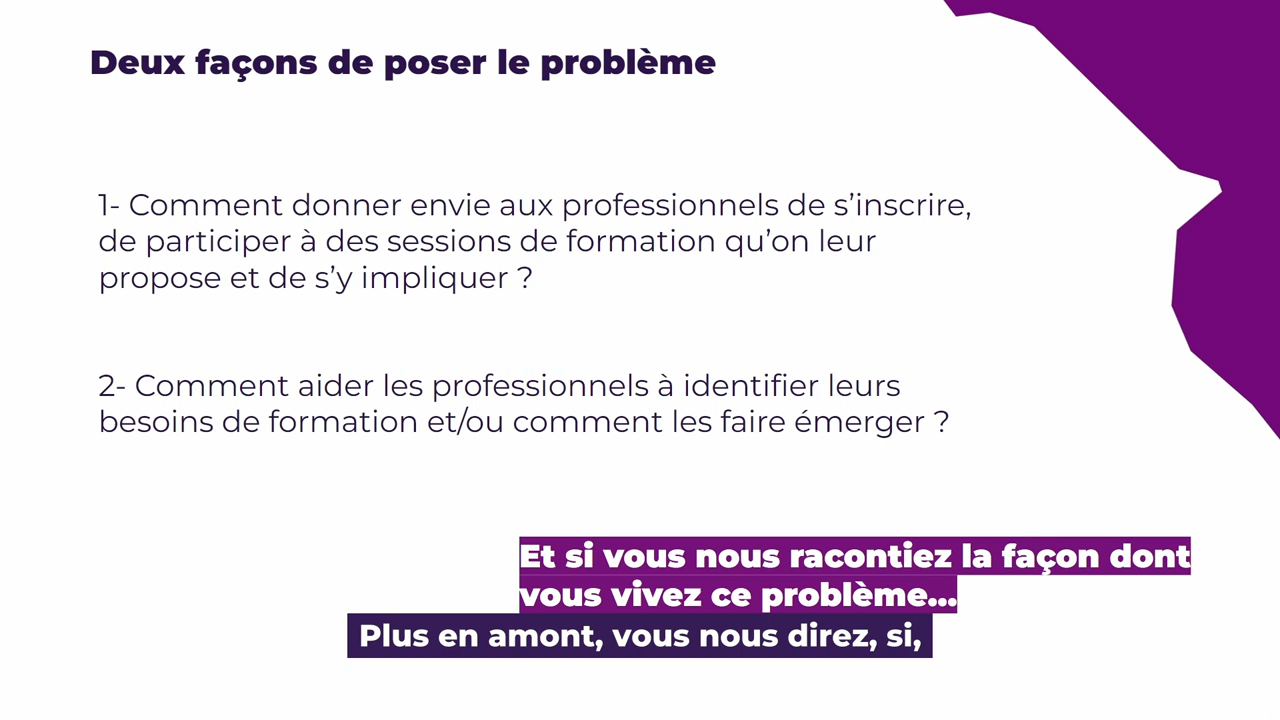 Deux façons de poser le problème
1- Comment donner envie aux professionnels de s’inscrire,
de participer à des sessions de formation qu’on leur
propose et de s’y impliquer ?
2- Comment aider les professionnels à identifier leurs
besoins de formation et/ou comment les faire émerger ?
Et si vous nous racontiez la façon dont
vous vivez ce problème...
Plus en amont, vous nous direz, si,